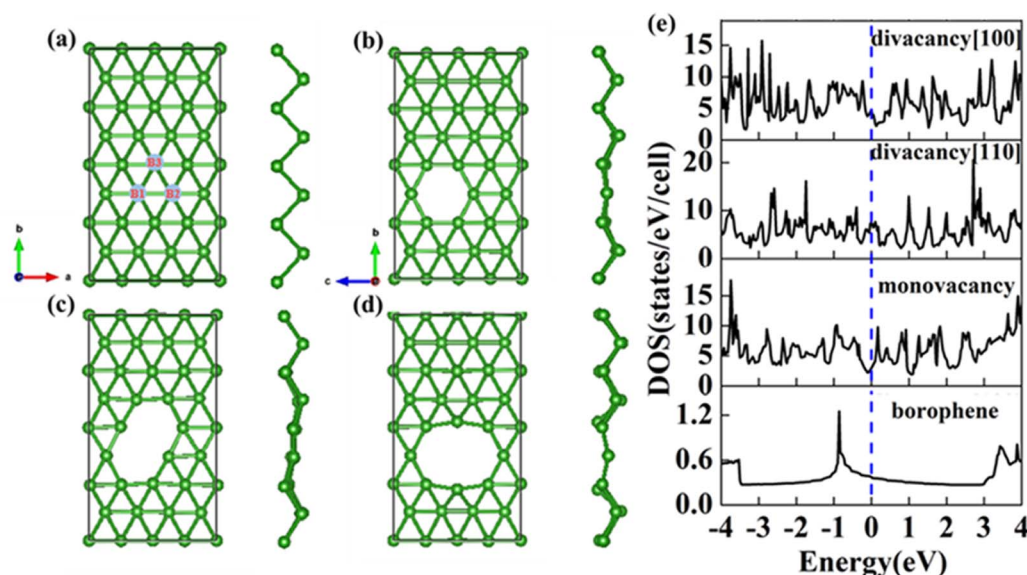 (a)
B3
B1
B2
b
a
(b)
b
c
(c)
(d)
(e)
DOS(states/eV/cell)
divacancy[100]
15
10
5
0
divacancy[110]
20
10
0
monovacancy
15
10
5
0
borophene
1.2
0.6
0.0
-4 -3 -2 -1 0 1 2 3 4
Energy(eV)